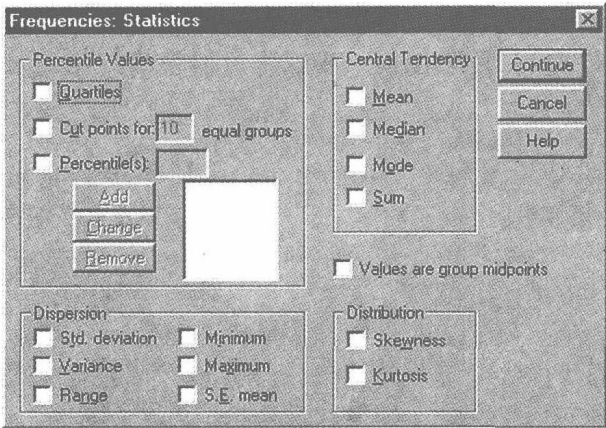 Frequencies: Statistics
Percentile Values
Quartiles
Cut points for: 10 equal groups
Percentile(s):
Add
Change
Remove
Central Tendency
Mean
Median
Mode
Sum
Continue
Cancel
Help
Values are group midpoints
Dispersion
Std. deviation
Minimum
Variance
Maximum
Range
S.E. mean
Distribution
Skewness
Kurtosis